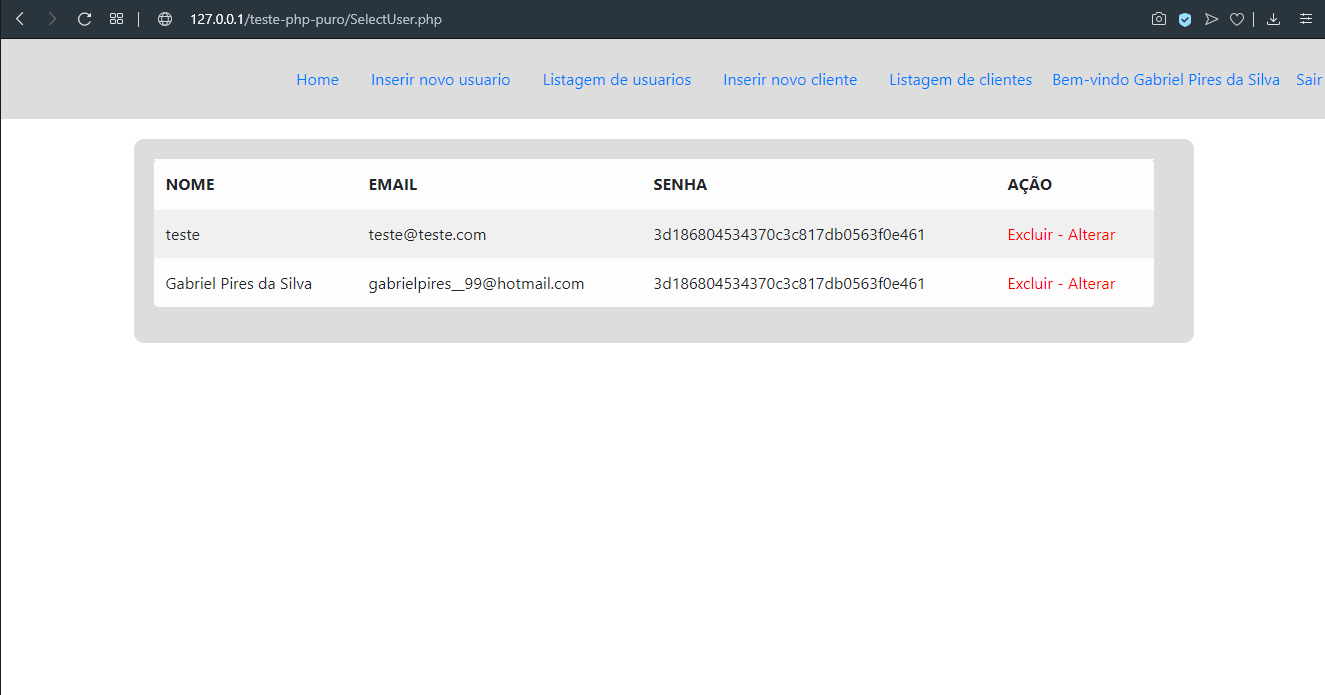 127.0.0.1/teste-php-puro/SelectUser.php
Home Inserir novo usuario Listagem de usuarios Inserir novo cliente Listagem de clientes Bem-vindo Gabriel Pires da Silva Sair
NOME EMAIL SENHA AÇÃO
teste teste@teste.com 3d186804534370c3c817db0563f0e461 Excluir - Alterar
Gabriel Pires da Silva gabrielpires__99@hotmail.com 3d186804534370c3c817db0563f0e461 Excluir - Alterar